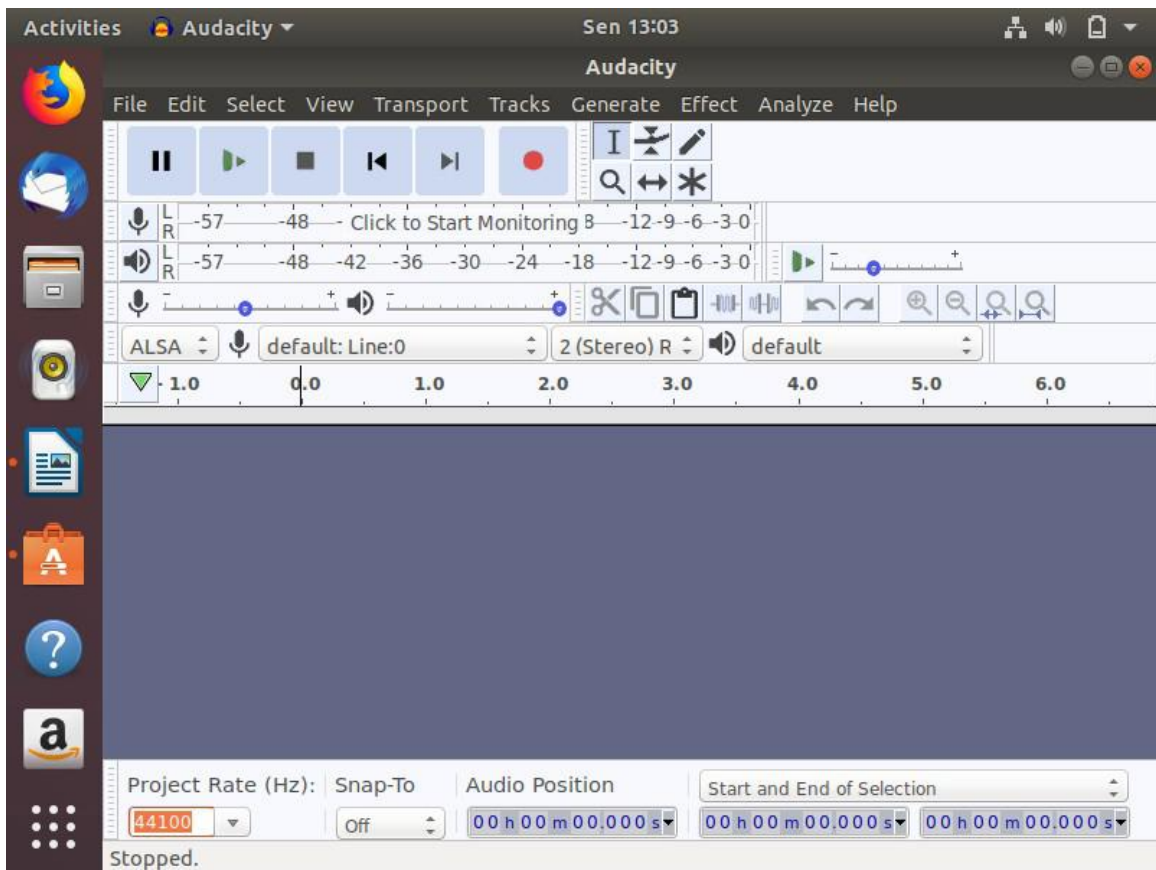 Activities Audacity Sen 13:03
Audacity
File Edit Select View Transport Tracks Generate Effect Analyze Help
L R -57 -48 - Click to Start Monitoring 8 -12 -9 -6 -3 0
L R -57 -48 -42 -36 -30 -24 -18 -12 -9 -6 -3 0
ALSA default: Line:0 2 (Stereo) R default
- 1.0 0.0 1.0 2.0 3.0 4.0 5.0 6.0
Project Rate (Hz): Snap-To Audio Position Start and End of Selection
44100 Off 00 h 00 m 00.000 s 00 h 00 m 00.000 s 00 h 00 m 00.000 s
Stopped.